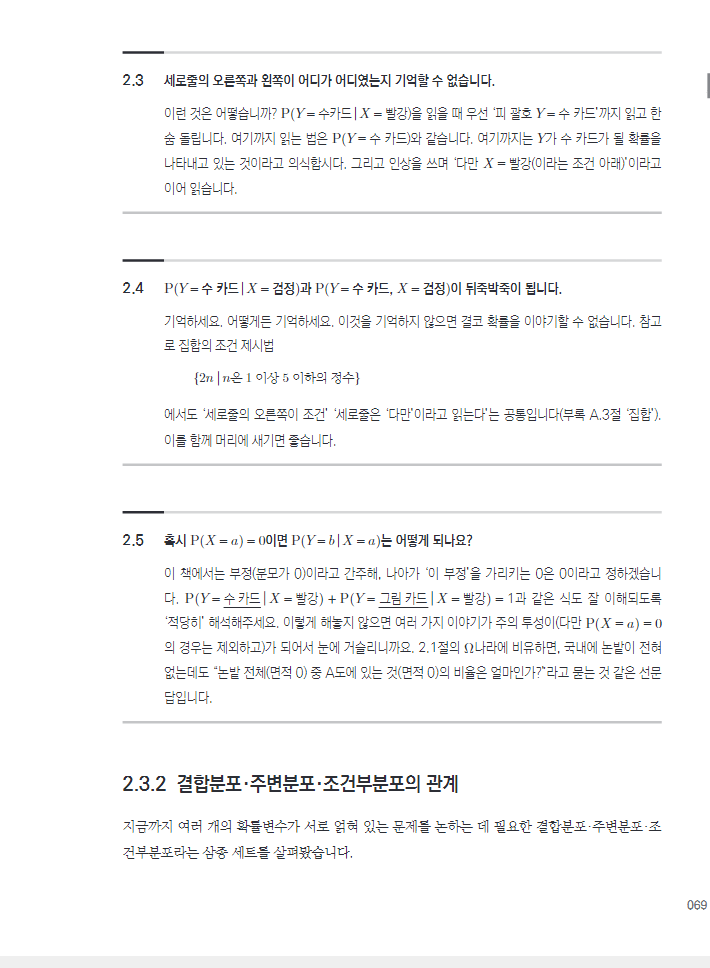 2.3 세로줄의 오른쪽과 왼쪽이 어디가 어디였는지 기억할 수 없습니다.
이런 것은 어떻습니까? P(Y = 수카드 | X = 빨강)을 읽을 때 우선 ‘피 괄호 Y = 수 카드’까지 읽고 한
숨 돌립니다. 여기까지 읽는 법은 P(Y = 수 카드)와 같습니다. 여기까지는 Y가 수 카드가 될 확률을
나타내고 있는 것이라고 의식합시다. 그리고 인상을 쓰며 ‘다만 X = 빨강(이라는 조건 아래)’이라고
이어 읽습니다.
2.4 P(Y = 수 카드 | X = 검정)과 P(Y = 수 카드, X = 검정)이 뒤죽박죽이 됩니다.
기억하세요. 어떻게든 기억하세요. 이것을 기억하지 않으면 결코 확률을 이야기할 수 없습니다. 참고
로 집합의 조건 제시법
{2n | n은 1 이상 5 이하의 정수}
에서도 ‘세로줄의 오른쪽이 조건’ ‘세로줄은 ‘다만’이라고 읽는다’는 공통입니다(부록 A.3절 ‘집합’).
이를 함께 머리에 새기면 좋습니다.
2.5 혹시 P(X = a) = 0이면 P(Y = b | X = a)는 어떻게 되나요?
이 책에서는 부정(분모가 0)이라고 간주해, 나아가 ‘이 부정’을 가리키는 0은 0이라고 정하겠습니
다. P(Y = 수 카드 | X = 빨강) + P(Y = 그림 카드 | X = 빨강) = 1과 같은 식도 잘 이해되도록
‘적당히’ 해석해주세요. 이렇게 해놓지 않으면 여러 가지 이야기가 주의 투성이(다만 P(X = a) = 0
의 경우는 제외하고)가 되어서 눈에 거슬리니까요. 2.1절의 Ω나라에 비유하면, 국내에 논밭이 전혀
없는데도 “논밭 전체(면적 0) 중 A도에 있는 것(면적 0)의 비율은 얼마인가?”라고 묻는 것 같은 선문
답입니다.
2.3.2 결합분포·주변분포·조건부분포의 관계
지금까지 여러 개의 확률변수가 서로 얽혀 있는 문제를 논하는 데 필요한 결합분포·주변분포·조
건부분포라는 삼종 세트를 살펴봤습니다.
069